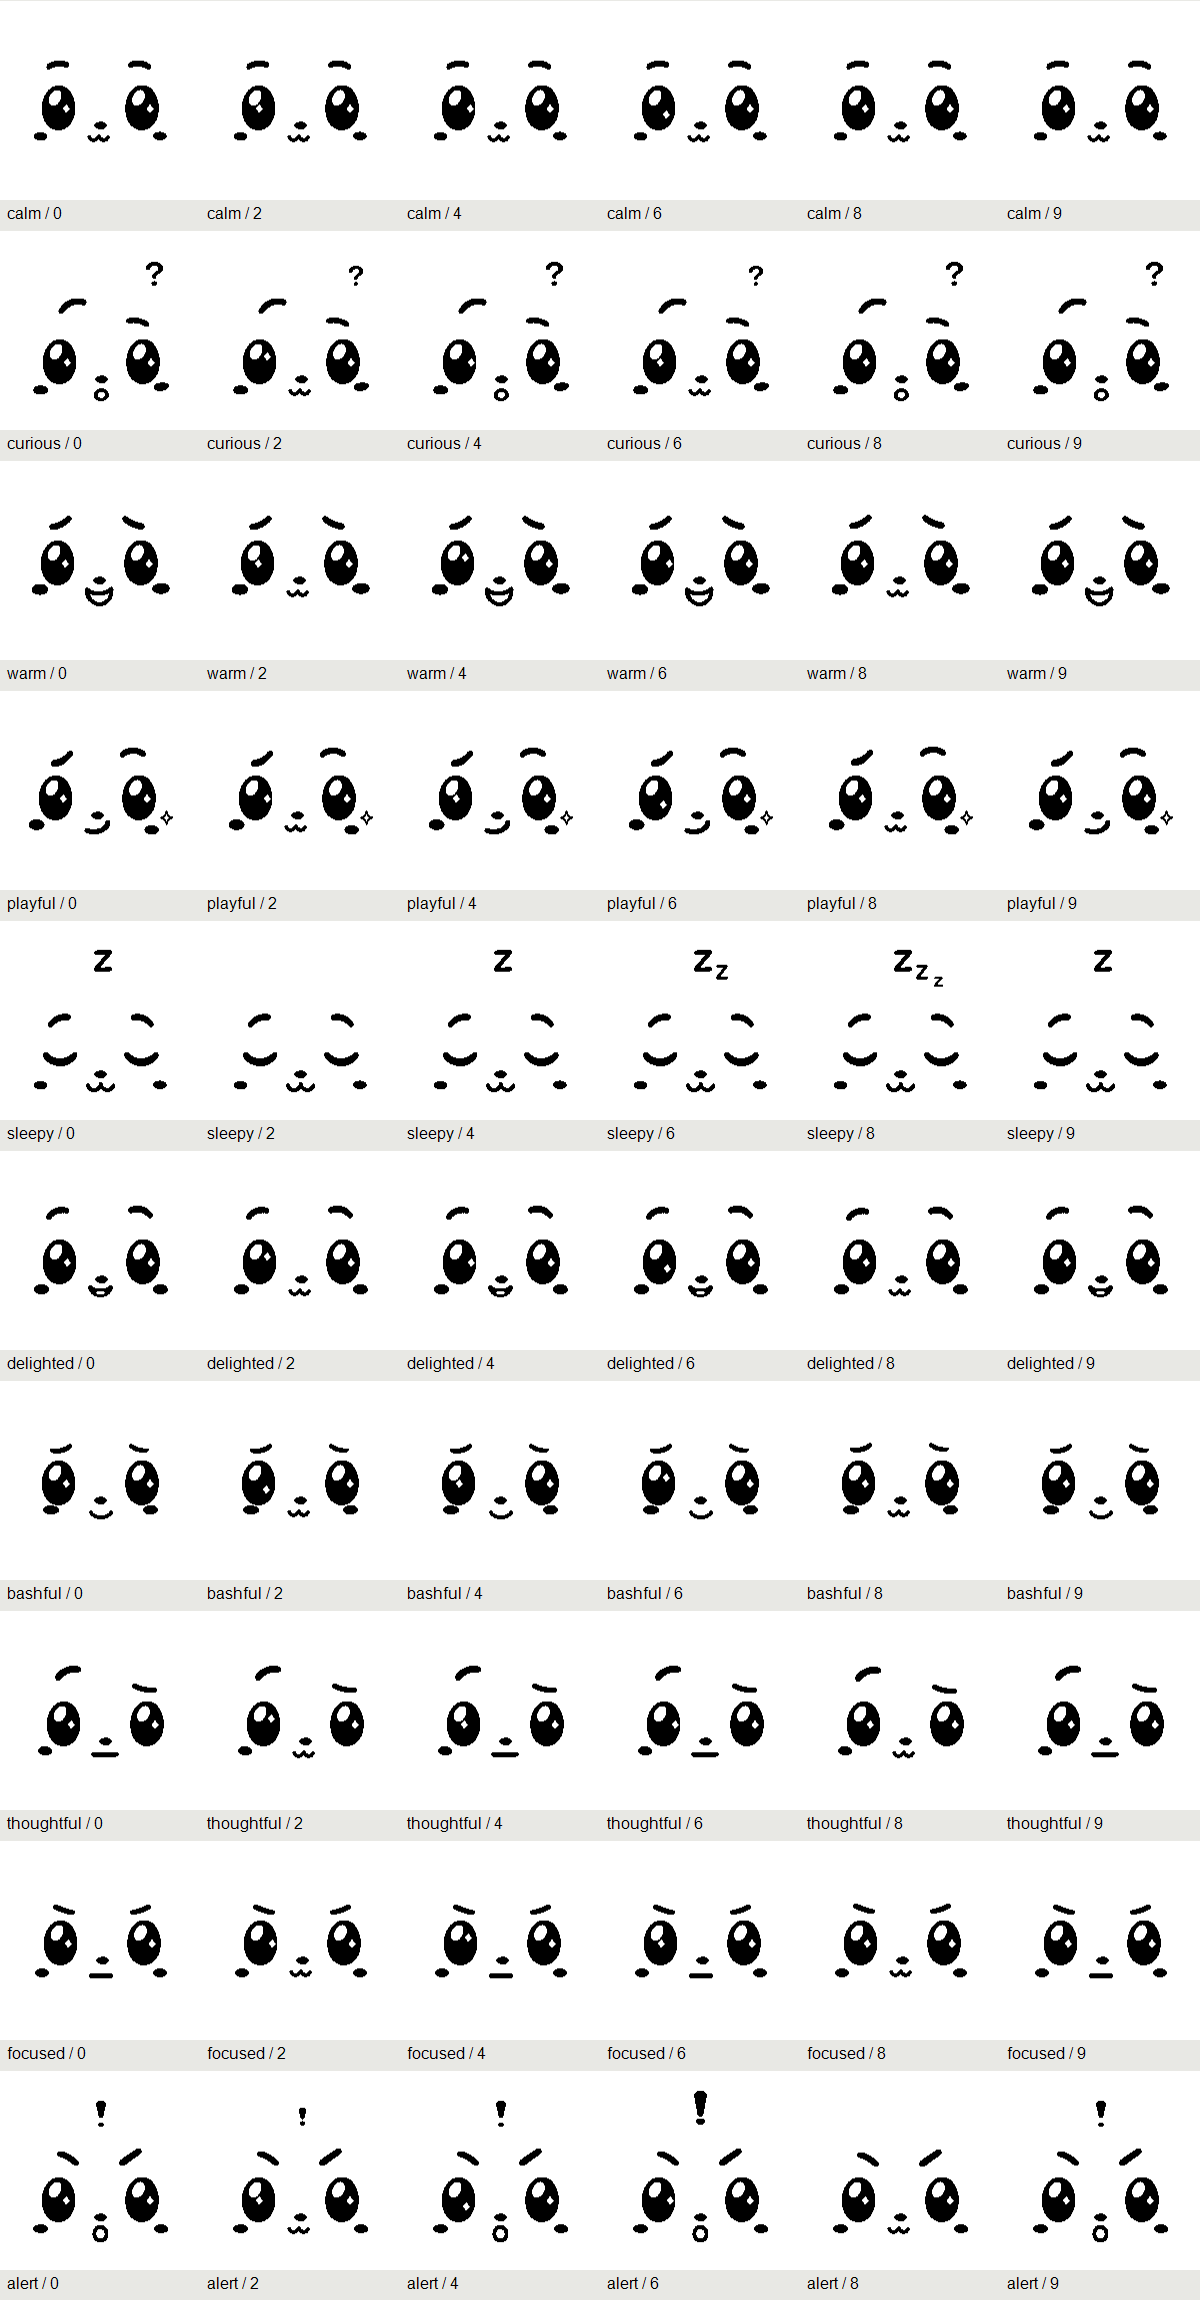 calm / 0 calm / 2 calm / 4 calm / 6 calm / 8 calm / 9
? ? ? ? ? ?
curious / 0 curious / 2 curious / 4 curious / 6 curious / 8 curious / 9
warm / 0 warm / 2 warm / 4 warm / 6 warm / 8 warm / 9
playful / 0 playful / 2 playful / 4 playful / 6 playful / 8 playful / 9
z z zz zzz z
sleepy / 0 sleepy / 2 sleepy / 4 sleepy / 6 sleepy / 8 sleepy / 9
delighted / 0 delighted / 2 delighted / 4 delighted / 6 delighted / 8 delighted / 9
bashful / 0 bashful / 2 bashful / 4 bashful / 6 bashful / 8 bashful / 9
thoughtful / 0 thoughtful / 2 thoughtful / 4 thoughtful / 6 thoughtful / 8 thoughtful / 9
focused / 0 focused / 2 focused / 4 focused / 6 focused / 8 focused / 9
! ! ! ! !
alert / 0 alert / 2 alert / 4 alert / 6 alert / 8 alert / 9